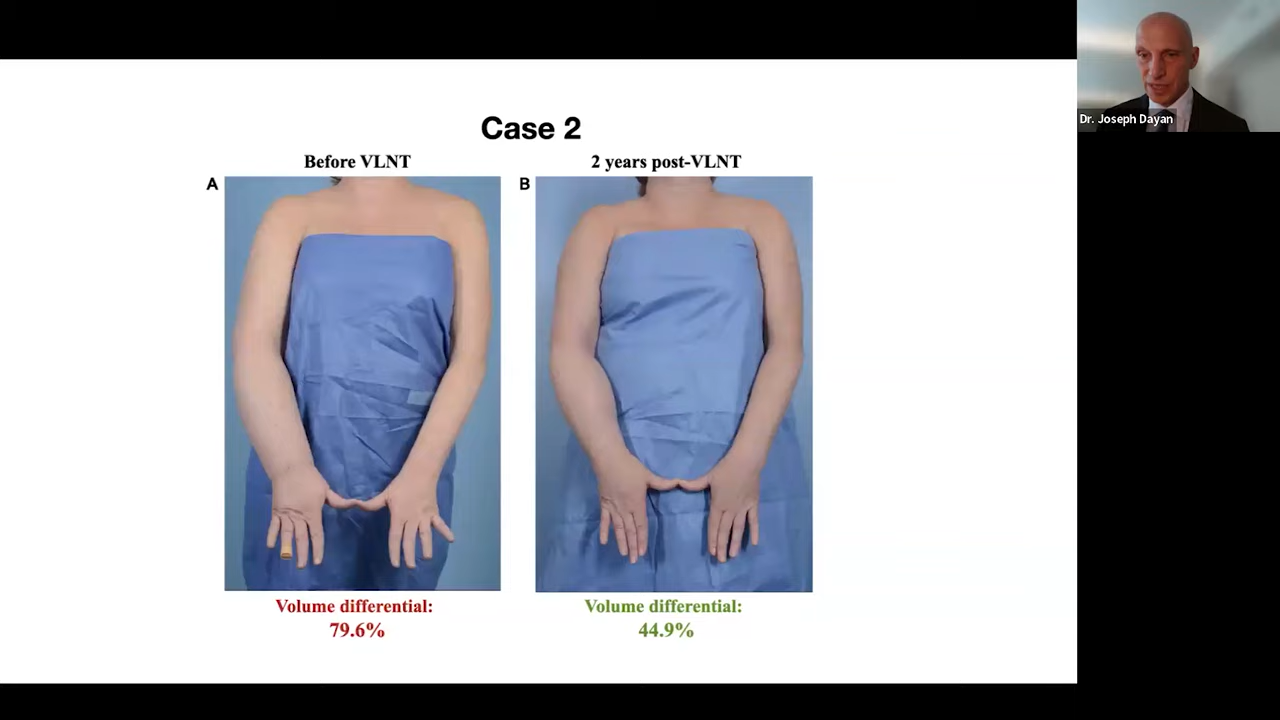 Case 2
Before VLNT
2 years post-VLNT
A
B
Volume differential:
79.6%
Volume differential:
44.9%
Dr. Joseph Dayan